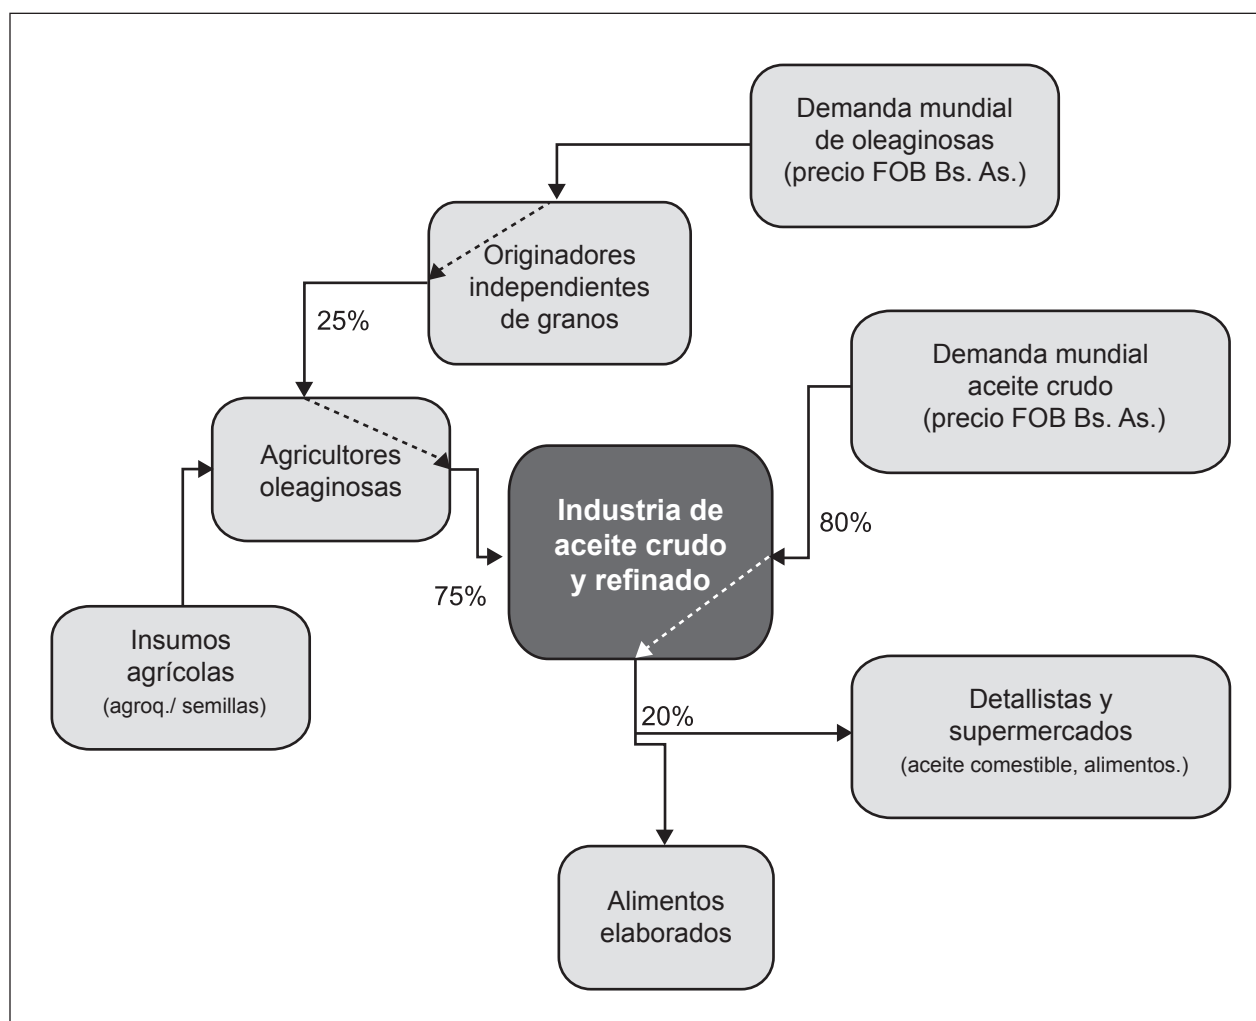 Demanda mundial
de oleaginosas
(precio FOB Bs. As.)
Originadores
independientes
de granos
25%
Demanda mundial
aceite crudo
(precio FOB Bs. As.)
Agricultores
oleaginosas
Industria de
aceite crudo
y refinado
80%
75%
Insumos
agrícolas
(agroq./ semillas)
20%
Detallistas y
supermercados
(aceite comestible, alimentos.)
Alimentos
elaborados